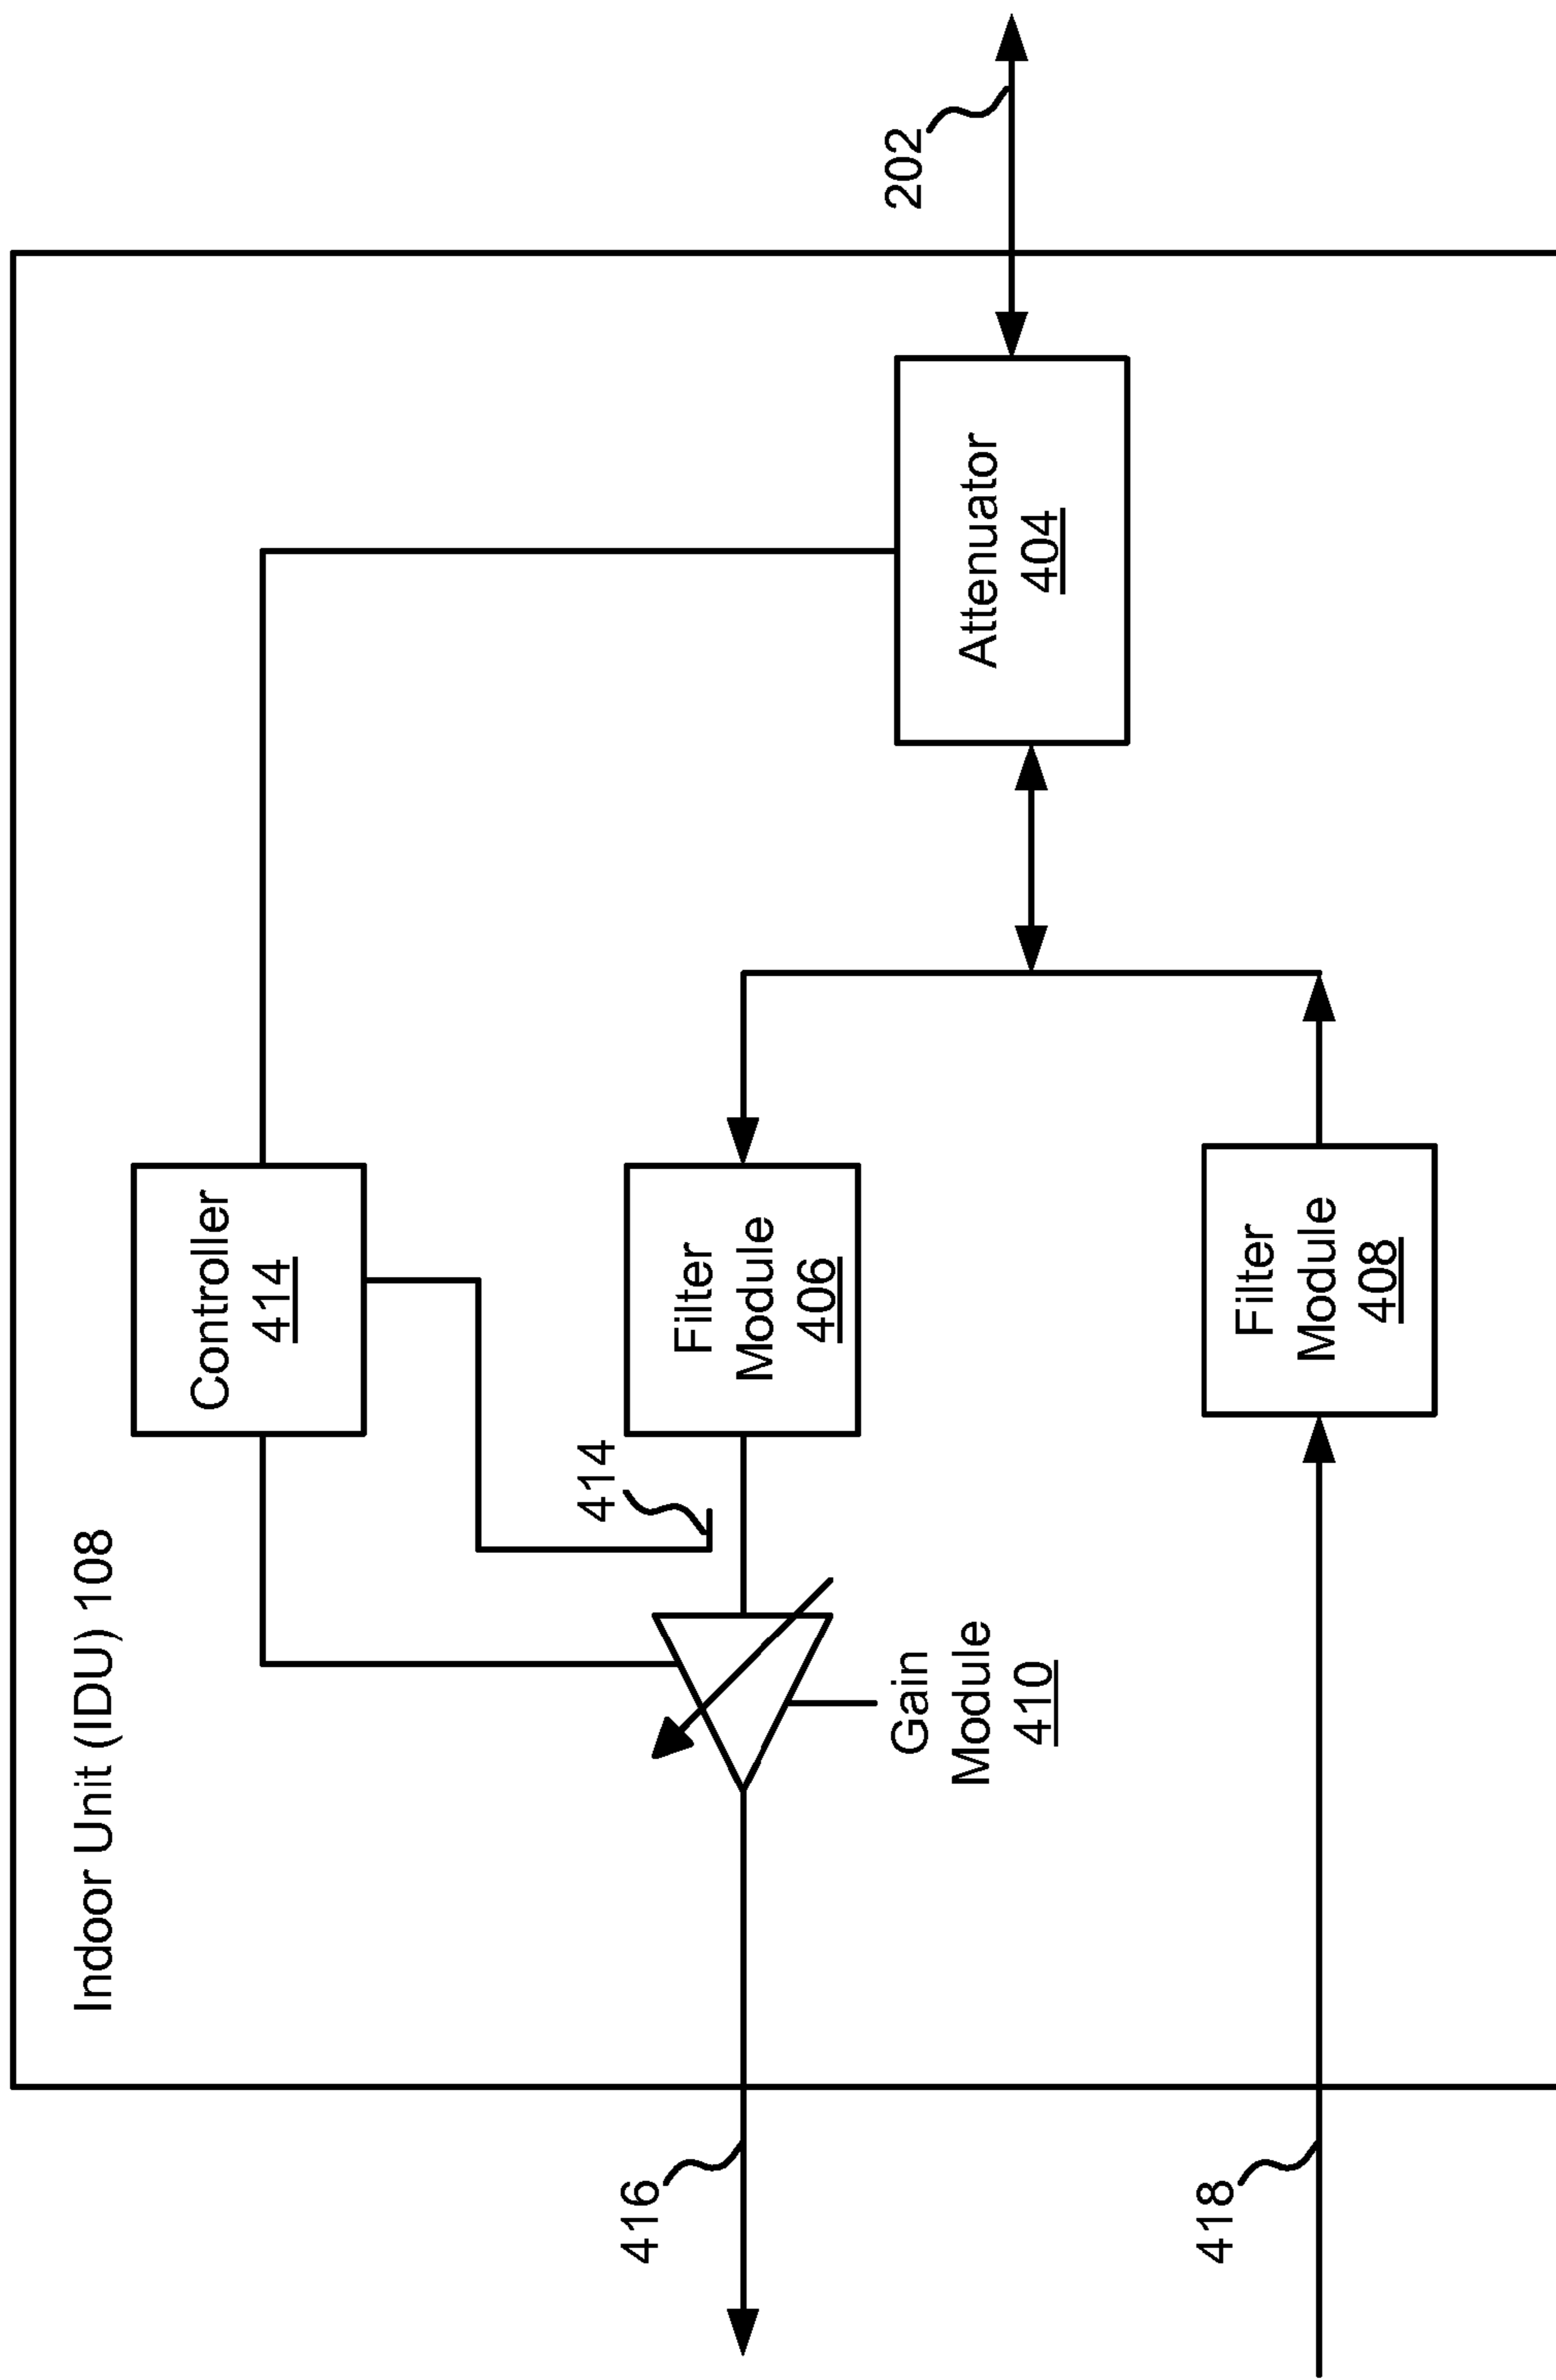 Indoor Unit (IDU) 108
Controller
414
414
416
Filter
Module
406
202
Gain
Module
410
Attenuator
404
418
Filter
Module
408